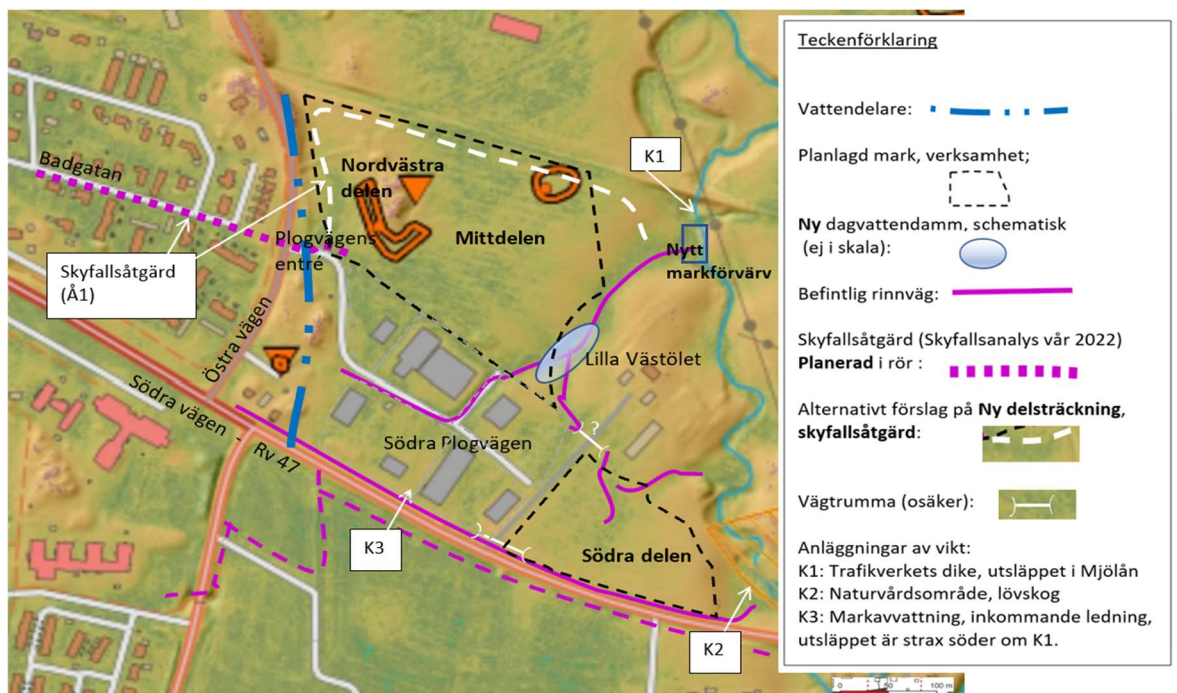 Badgatan
Nordvästra
delen
Mittdelen
Plogvägens
entré
Skyfallsåtgärd
(Å1)
K1
Nytt
markförvärv
Östra vägen
Lilla Västölet
Södra vägen - Rv 47
Södra Plogvägen
?
K3
Södra delen
K2
Teckenförklaring
Vattendelare:
Planlagd mark, verksamhet;
Ny dagvattendamm, schematisk
(ej i skala):
Befintlig rinnväg:
Skyfallsåtgärd (Skyfallsanalys vår 2022)
Planerad i rör :
Alternativt förslag på Ny delsträckning,
skyfallsåtgärd:
Vägtrumma (osäker):
Anläggningar av vikt:
K1: Trafikverkets dike, utsläppet i Mjölån
K2: Naturvårdsområde, lövskog
K3: Markavvattning, inkommande ledning,
utsläppet är strax söder om K1.
0 50 100 m